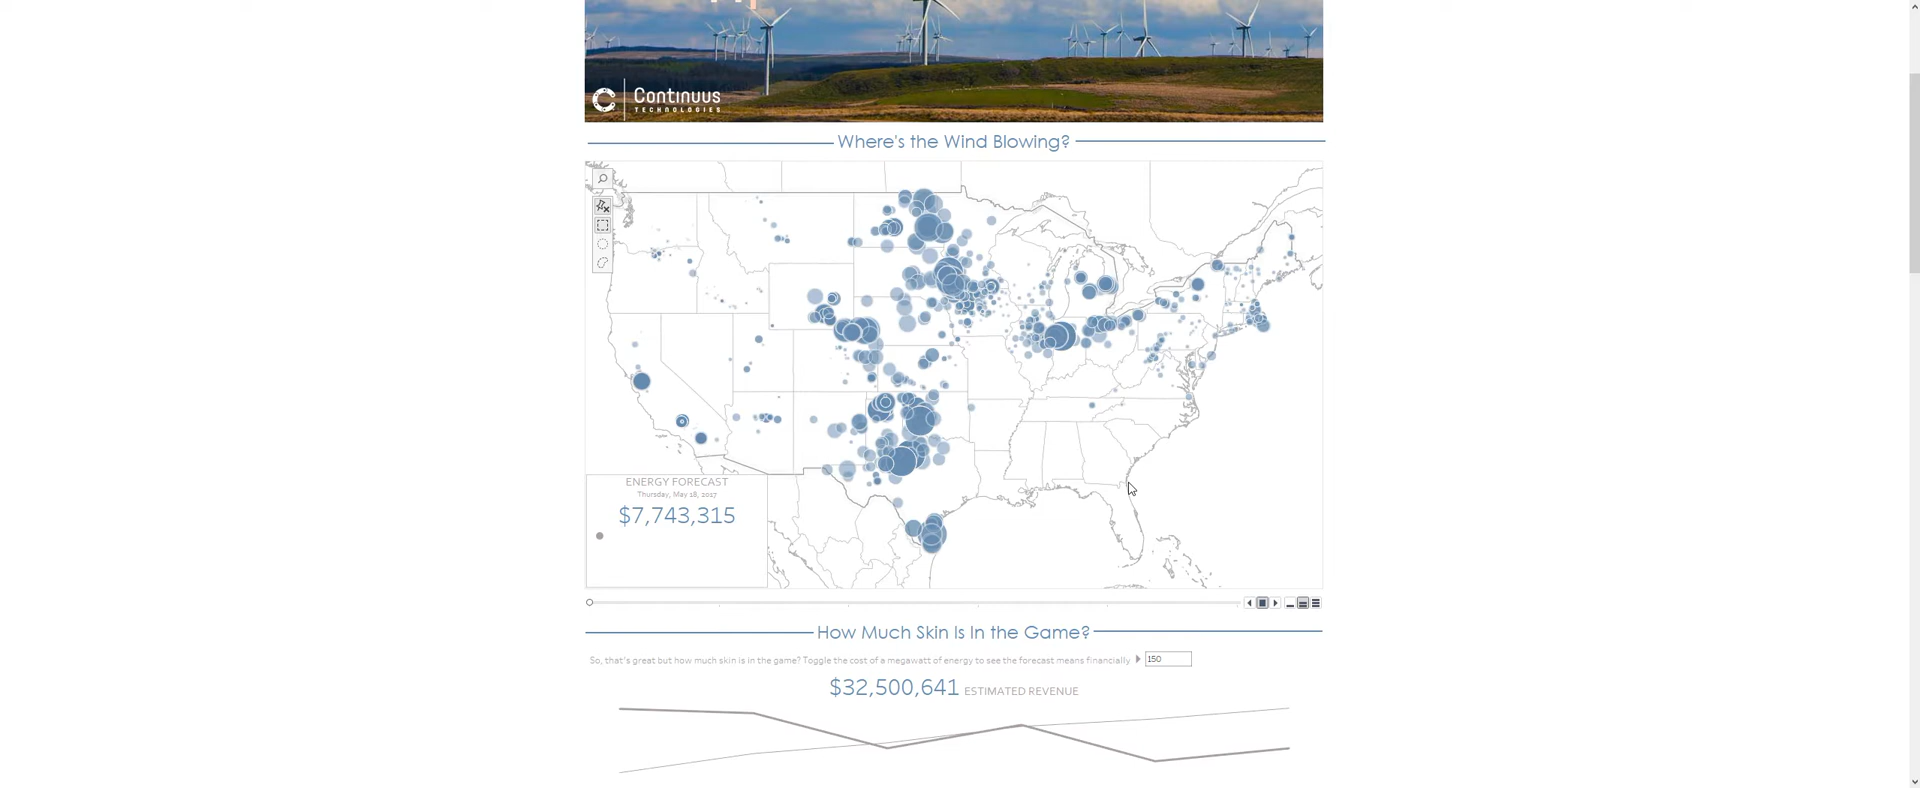 Continuus
TECHNOLOGIES
Where's the Wind Blowing?
ENERGY FORECAST
Thursday, May 18, 2017
$7,743,315
How Much Skin Is In the Game?
So, that's great but how much skin is in the game? Toggle the cost of a megawatt of energy to see the forecast means financially
150
$32,500,641 ESTIMATED REVENUE